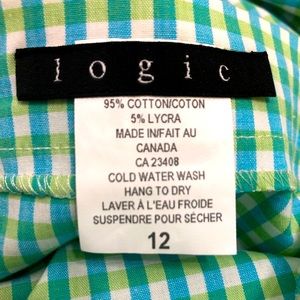 logic
95% COTTON/COTON
5% LYCRA
MADE IN/FAIT AU
CANADA
CA 23408
COLD WATER WASH
HANG TO DRY
LAVER À L'EAU FROIDE
SUSPENDRE POUR SÉCHER
12